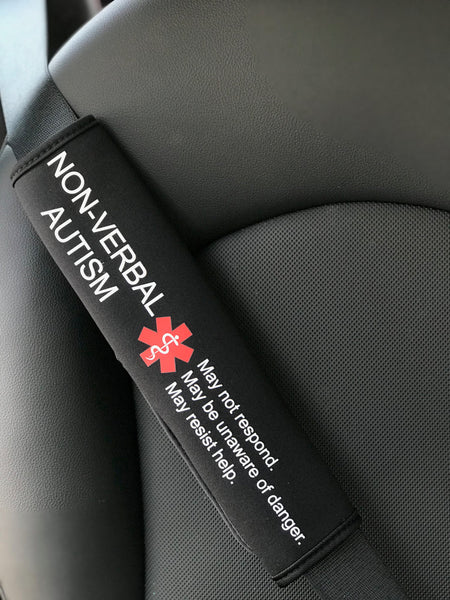 NON-VERBAL
AUTISM
May not respond.
May be unaware of danger.
May resist help.